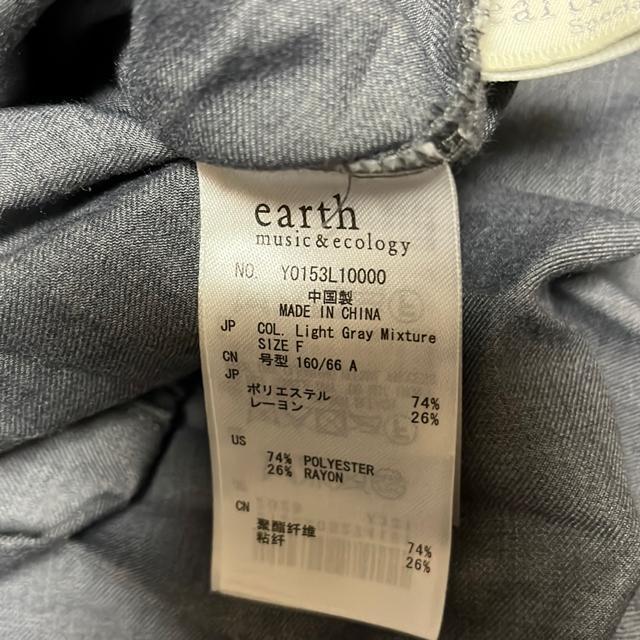 earth
music&ecology
NO. Y0153L10000
中国製
MADE IN CHINA
JP COL. Light Gray Mixture
SIZE F
CN 号型 160/66 A
JP
ポリエステル 74%
レーヨン 26%
US
74% POLYESTER
26% RAYON
CN
聚酯纤维 74%
粘纤 26%